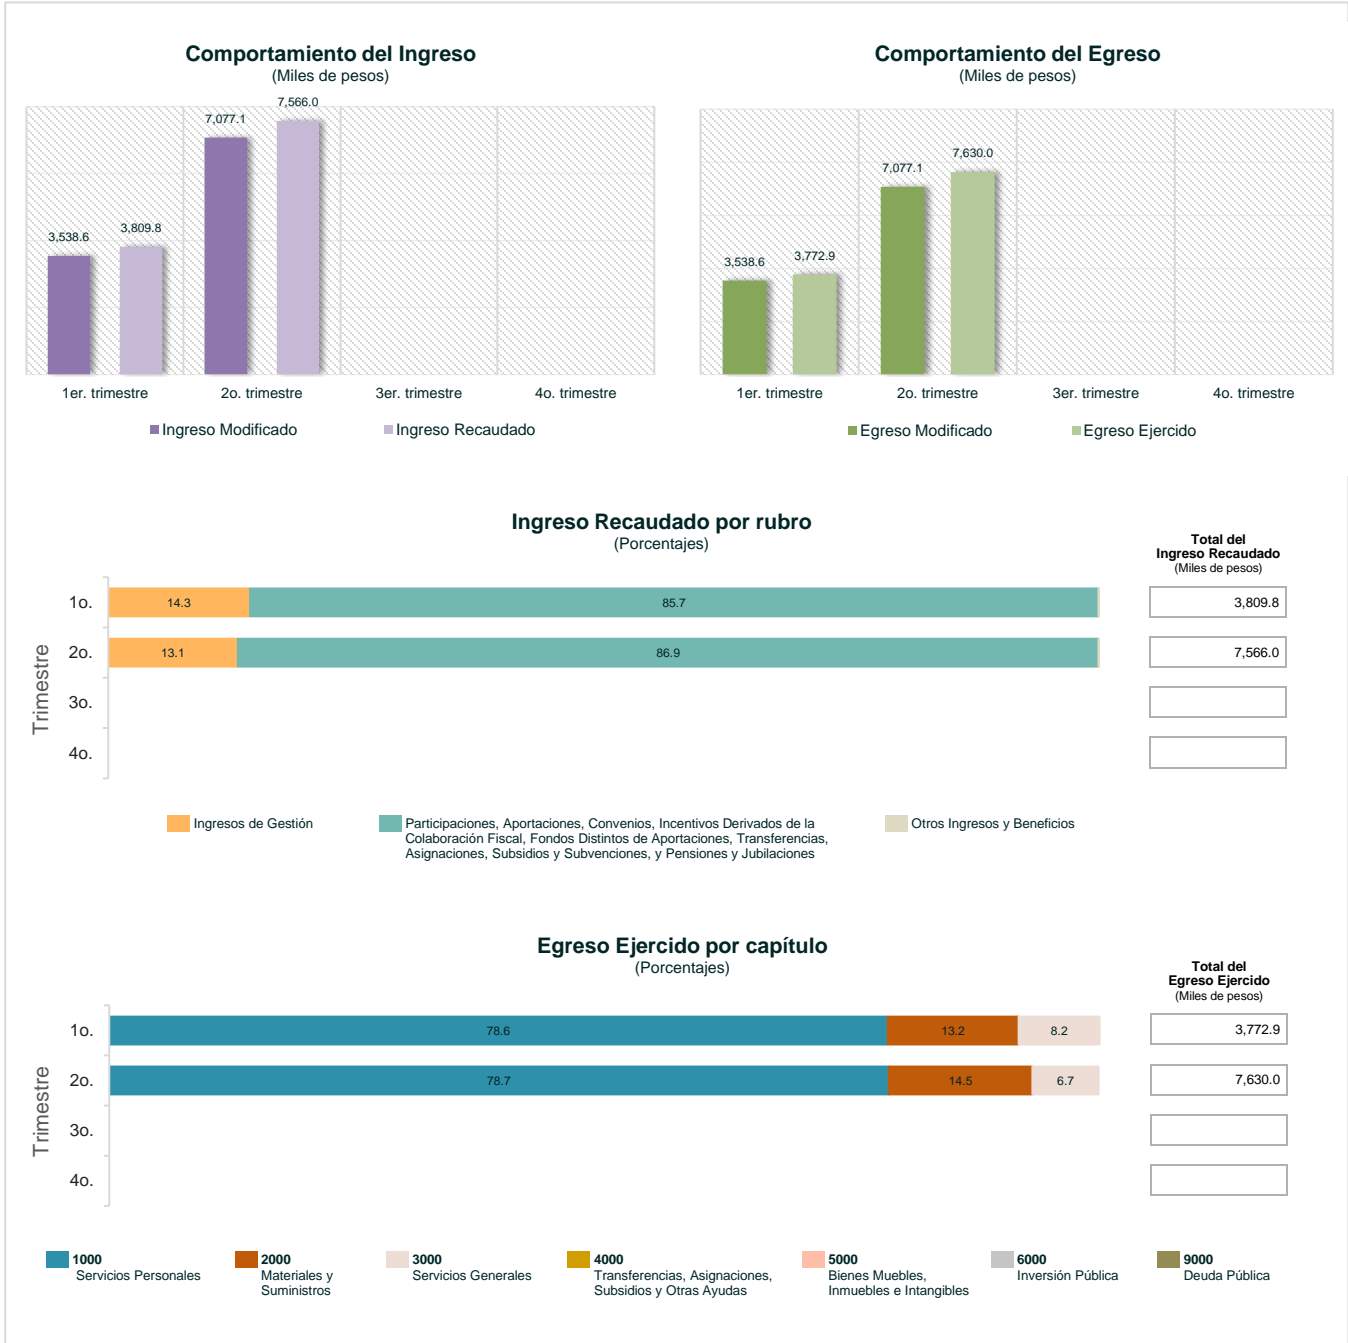 Comportamiento del Ingreso
(Miles de pesos)
7,566.0
7,077.1
3,809.8
3,538.6
1er. trimestre
2o. trimestre
3er. trimestre
4o. trimestre
Ingreso Modificado
Ingreso Recaudado
Comportamiento del Egreso
(Miles de pesos)
7,630.0
7,077.1
3,772.9
3,538.6
1er. trimestre
2o. trimestre
3er. trimestre
4o. trimestre
Egreso Modificado
Egreso Ejercido
Ingreso Recaudado por rubro
(Porcentajes)
Total del
Ingreso Recaudado
(Miles de pesos)
Trimestre
1o.
14.3
85.7
3,809.8
2o.
13.1
86.9
7,566.0
3o.
4o.
Ingresos de Gestión
Participaciones, Aportaciones, Convenios, Incentivos Derivados de la
Colaboración Fiscal, Fondos Distintos de Aportaciones, Transferencias,
Asignaciones, Subsidios y Subvenciones, y Pensiones y Jubilaciones
Otros Ingresos y Beneficios
Egreso Ejercido por capítulo
(Porcentajes)
Total del
Egreso Ejercido
(Miles de pesos)
Trimestre
1o.
78.6
13.2
8.2
3,772.9
2o.
78.7
14.5
6.7
7,630.0
3o.
4o.
1000
Servicios Personales
2000
Materiales y
Suministros
3000
Servicios Generales
4000
Transferencias, Asignaciones,
Subsidios y Otras Ayudas
5000
Bienes Muebles,
Inmuebles e Intangibles
6000
Inversión Pública
9000
Deuda Pública